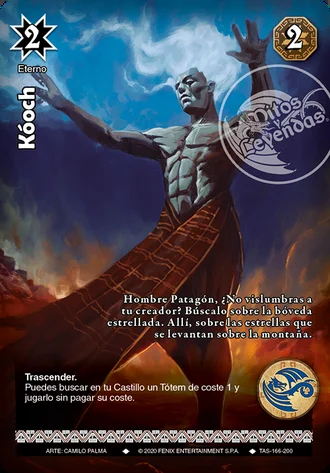 2
2
Eterno
Kóoch
Mitos
y
Leyendas
Hombre Patagón, ¿No vislumbras a
tu creador? Búscalo sobre la bóveda
estrellada. Allí, sobre las estrellas que
se levantan sobre la montaña.
Trascender.
Puedes buscar en tu Castillo un Tótem de coste 1 y
jugarlo sin pagar su coste.
ARTE: CAMILO PALMA ◆ © 2020 FENIX ENTERTAINMENT S.P.A. ◆ TAS-166-200